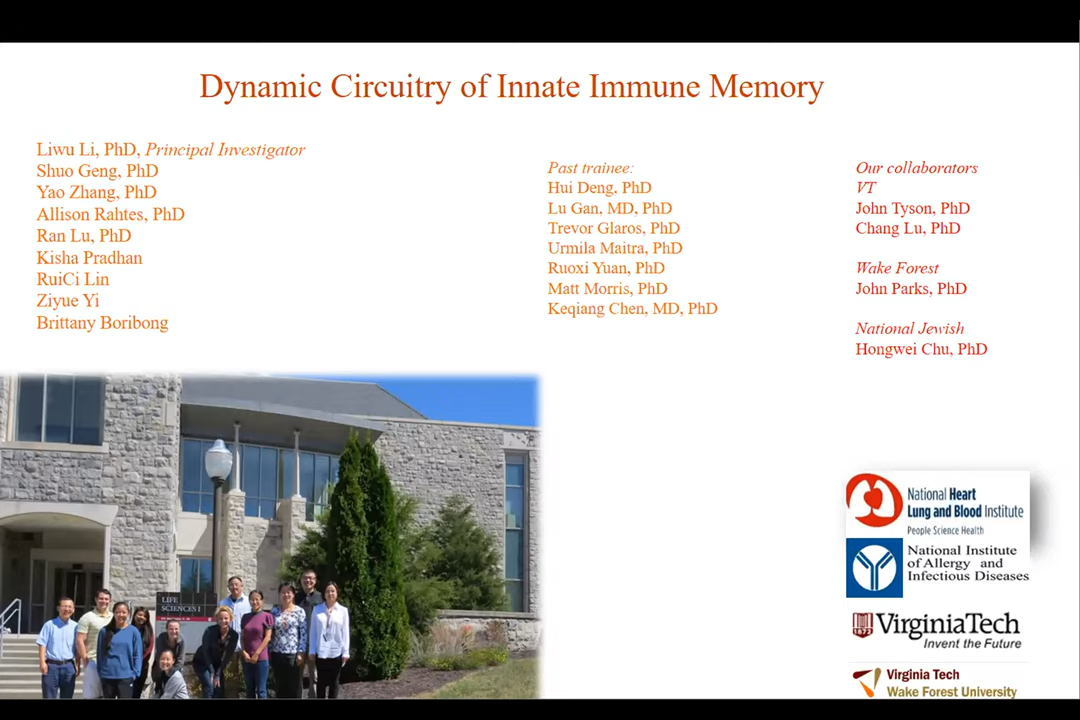 Dynamic Circuitry of Innate Immune Memory
Liwu Li, PhD, Principal Investigator
Shuo Geng, PhD
Yao Zhang, PhD
Allison Rahtes, PhD
Ran Lu, PhD
Kisha Pradhan
RuiCi Lin
Ziyue Yi
Brittany Boribong
Past trainee:
Hui Deng, PhD
Lu Gan, MD, PhD
Trevor Glaros, PhD
Urmila Maitra, PhD
Ruoxi Yuan, PhD
Matt Morris, PhD
Keqiang Chen, MD, PhD
Our collaborators
VT
John Tyson, PhD
Chang Lu, PhD
Wake Forest
John Parks, PhD
National Jewish
Hongwei Chu, PhD
LIFE
SCIENCES I
National Heart
Lung and Blood Institute
People Science Health
National Institute
of Allergy and
Infectious Diseases
1872
VirginiaTech
Invent the Future
Virginia Tech
Wake Forest University